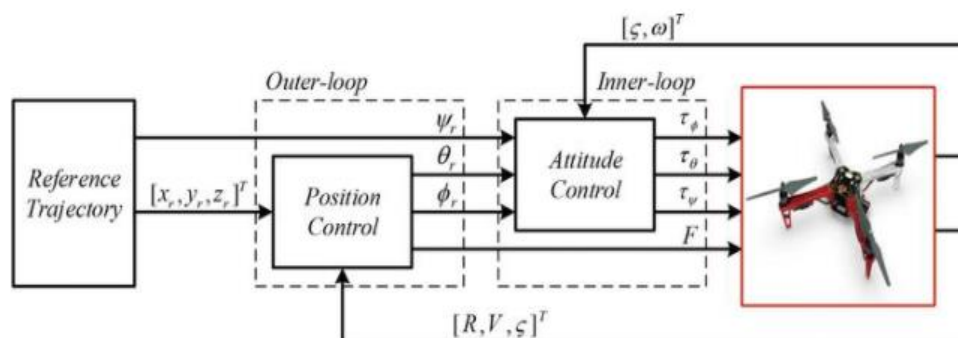 [ς, ω]^T
Outer-loop
Inner-loop
Reference
Trajectory
ψ_r
θ_r
ϕ_r
[x_r, y_r, z_r]^T
Position
Control
Attitude
Control
τ_ϕ
τ_θ
τ_ψ
F
[R, V, ς]^T